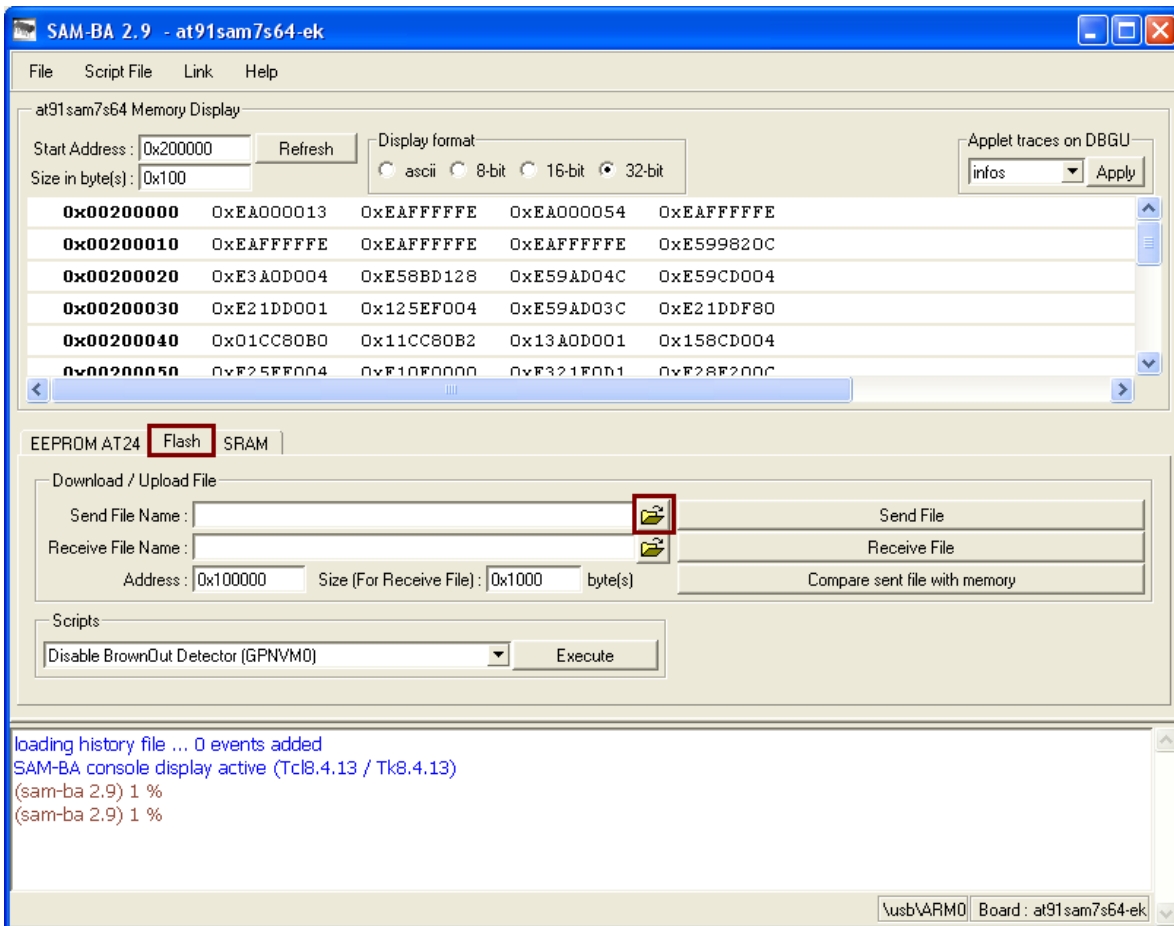 SAM-BA 2.9 - at91sam7s64-ek
File Script File Link Help
at91sam7s64 Memory Display
Start Address : 0x200000 Refresh
Size in byte(s) : 0x100
Display format
ascii 8-bit 16-bit 32-bit
Applet traces on DBGU
infos Apply
0x00200000 0xEA000013 0xEAFFFFFE 0xEA000054 0xEAFFFFFE
0x00200010 0xEAFFFFFE 0xEAFFFFFE 0xEAFFFFFE 0xE599820C
0x00200020 0xE3A0D004 0xE58BD128 0xE59AD04C 0xE59CD004
0x00200030 0xE21DD001 0x125EF004 0xE59AD03C 0xE21DDF80
0x00200040 0x01CC80B0 0x11CC80B2 0x13A0D001 0x158CD004
0x00200050 0xE25EF004 0xE10F0000 0xE321F0D1 0xE28F200C
EEPROM AT24 Flash SRAM
Download / Upload File
Send File Name : Send File
Receive File Name : Receive File
Address : 0x100000 Size (For Receive File) : 0x1000 byte(s) Compare sent file with memory
Scripts
Disable BrownOut Detector (GPNVM0) Execute
loading history file ... 0 events added
SAM-BA console display active (Tcl8.4.13 / Tk8.4.13)
(sam-ba 2.9) 1 %
(sam-ba 2.9) 1 %
\usb\ARM0 Board : at91sam7s64-ek